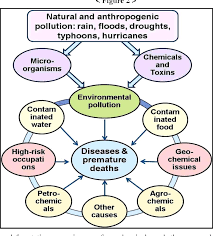 < Figure 2 >
Natural and anthropogenic
pollution: rain, floods, droughts,
typhoons, hurricanes
Micro-
organisms
Chemicals
and
Toxins
Environmental
pollution
Contam
inated
water
Contam
inated
food
High-risk
occupati
ons
Diseases &
premature
deaths
Geo-
chemical
issues
Petro-
chemic
als
Other
causes
Agro-
chemic
als